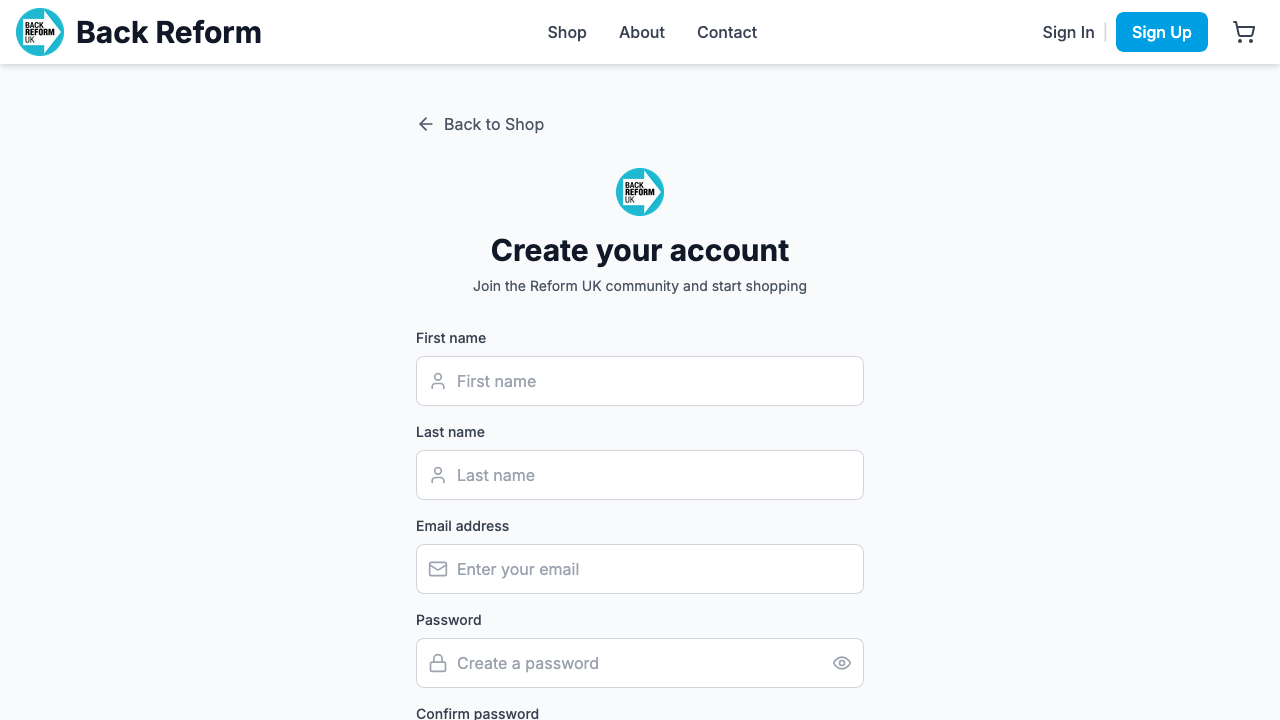 BACK
REFORM
UK
Back Reform
Shop
About
Contact
Sign In
Sign Up
Back to Shop
BACK
REFORM
UK
Create your account
Join the Reform UK community and start shopping
First name
First name
Last name
Last name
Email address
Enter your email
Password
Create a password
Confirm password